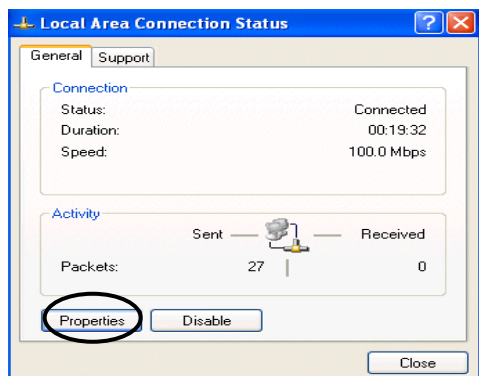 Local Area Connection Status
General Support
Connection
Status: Connected
Duration: 00:19:32
Speed: 100.0 Mbps
Activity
Sent Received
Packets: 27 0
Properties Disable
Close